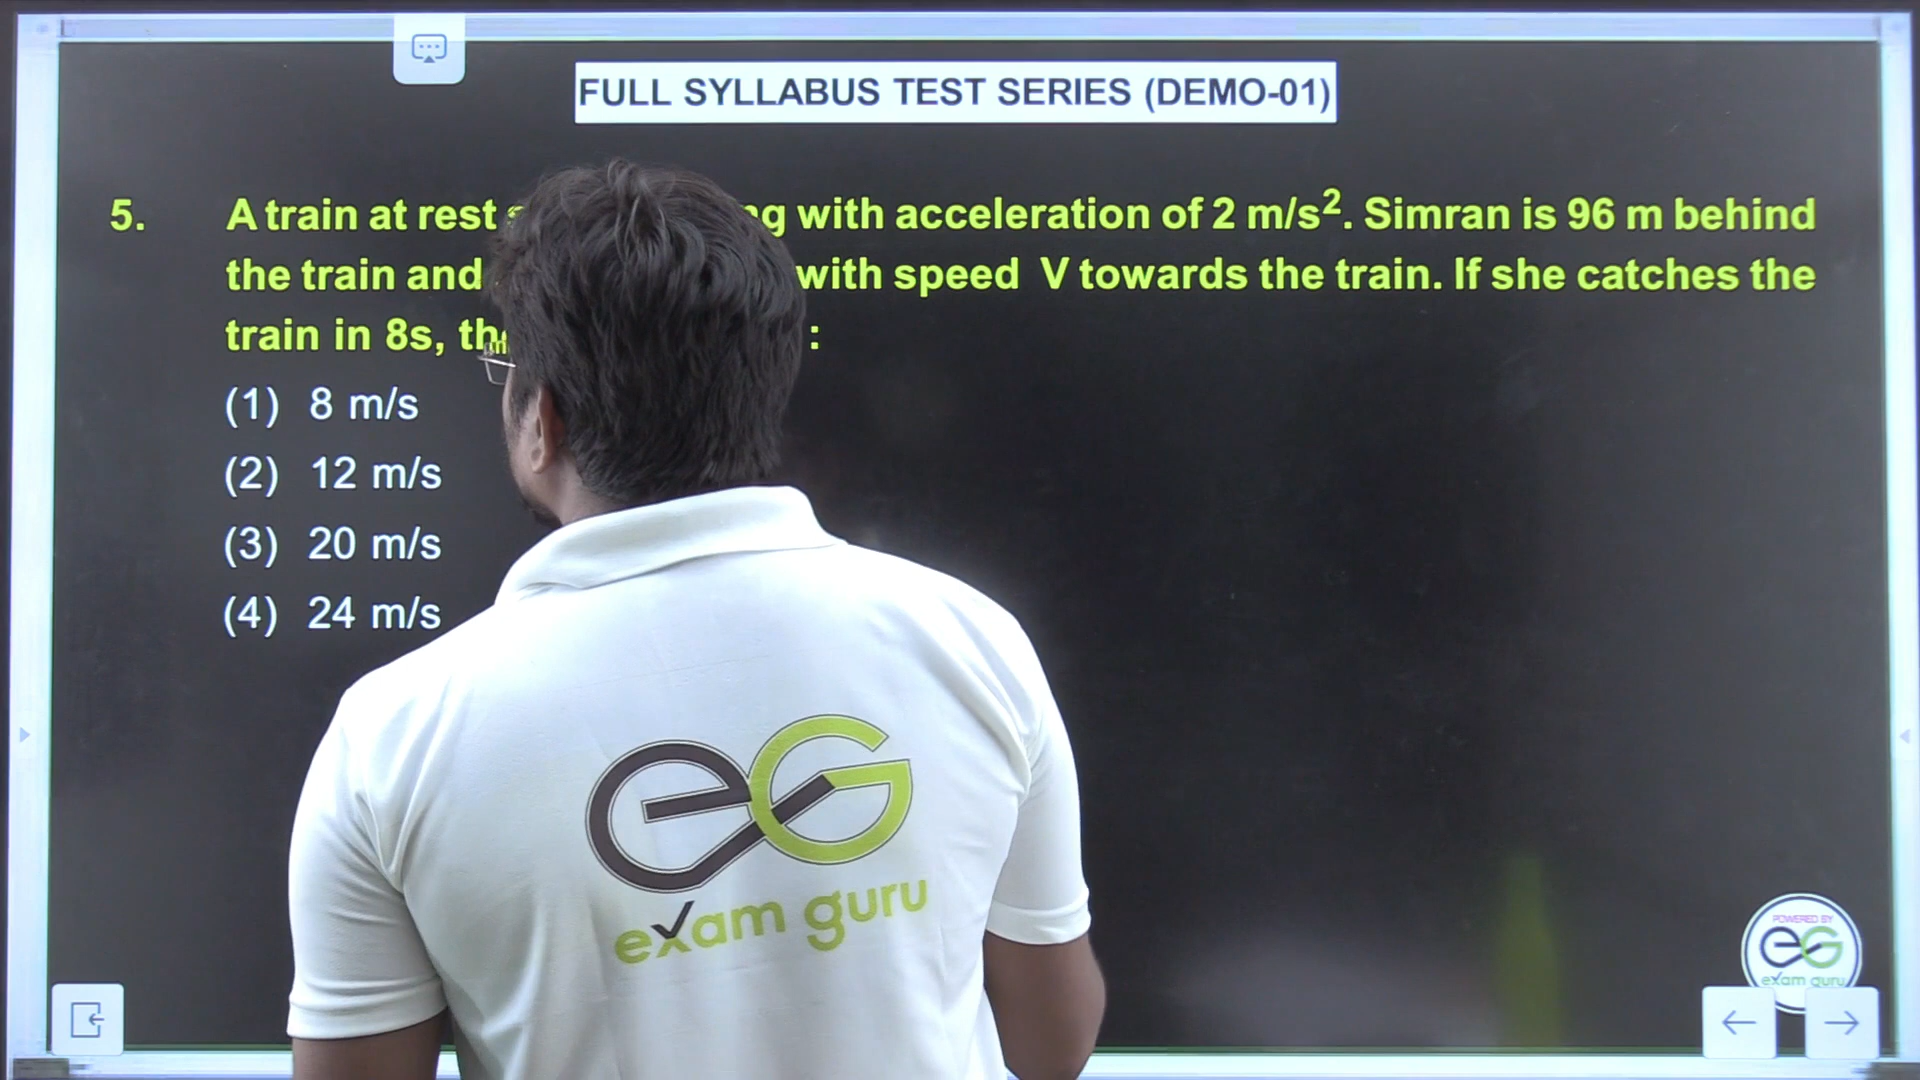 FULL SYLLABUS TEST SERIES (DEMO-01)
5. A train at rest with acceleration of 2 m/s². Simran is 96 m behind
the train and with speed V towards the train. If she catches the
train in 8s, :
(1) 8 m/s
(2) 12 m/s
(3) 20 m/s
(4) 24 m/s
eG
exam guru
POWERED BY
eG
exam guru